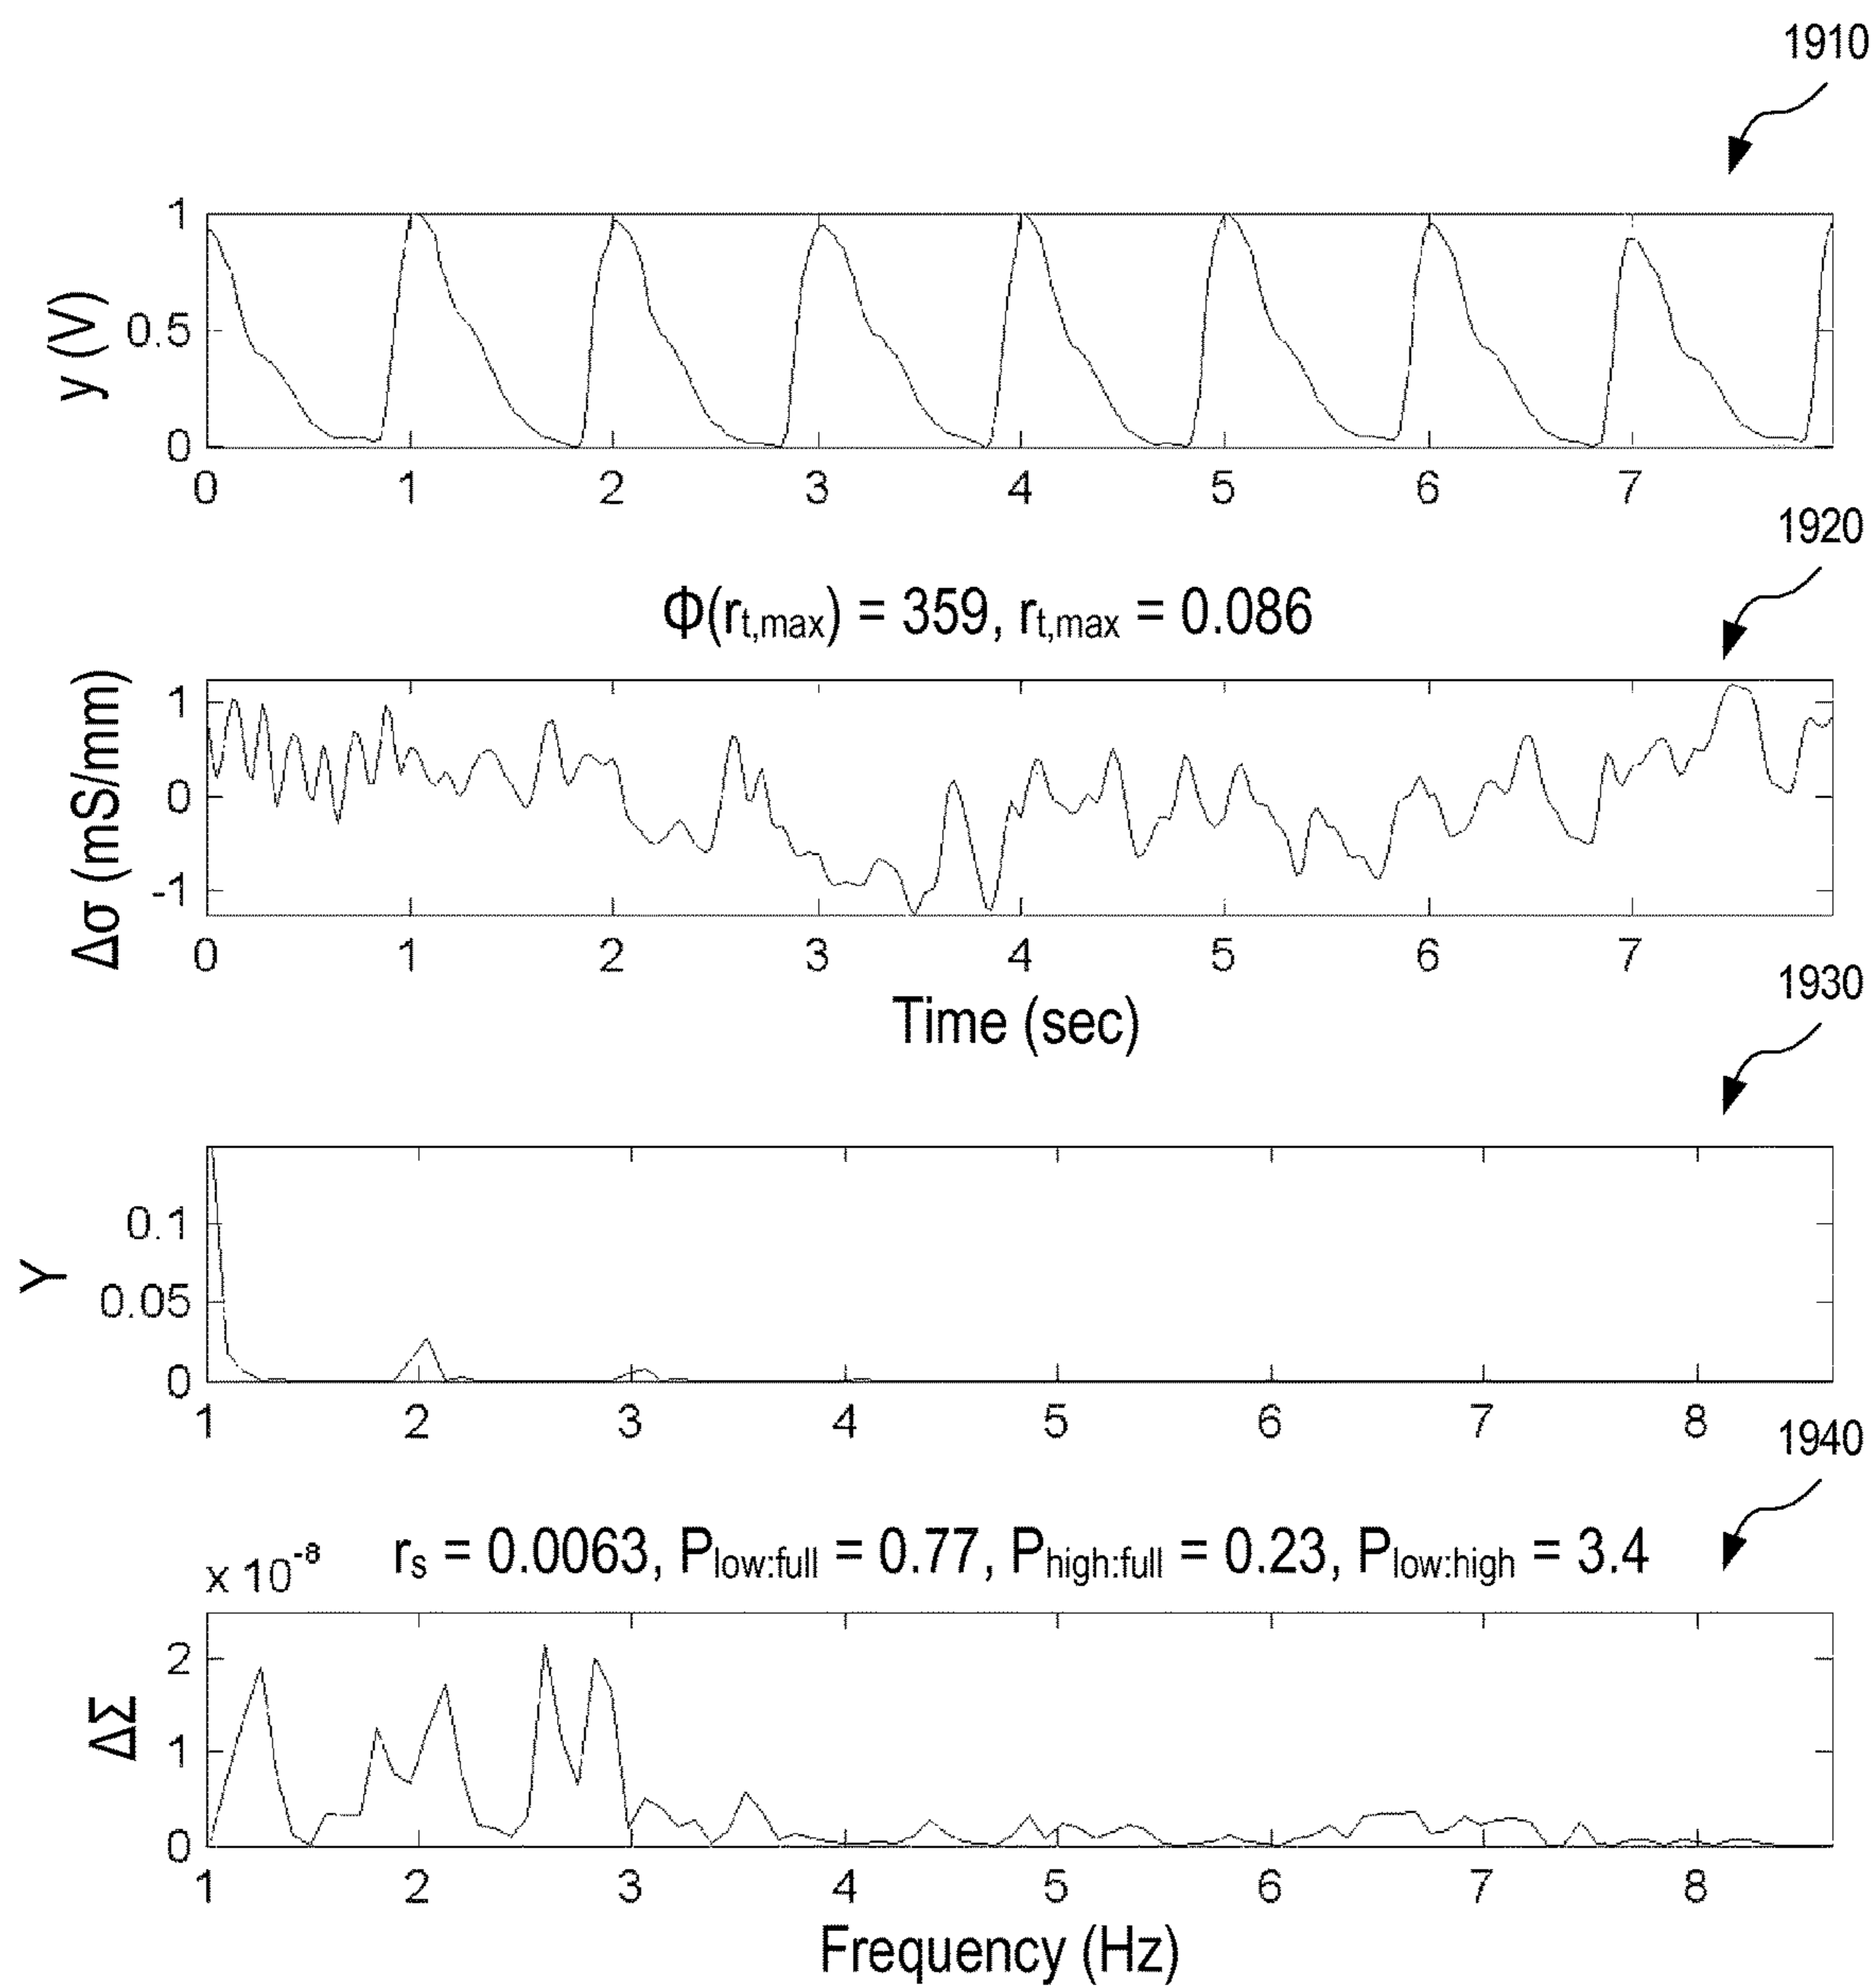 1910
1
0.5
0
y (V)
0 1 2 3 4 5 6 7
1920
Φ(rt,max) = 359, rt,max = 0.086
1
0
-1
Δσ (mS/mm)
0 1 2 3 4 5 6 7
Time (sec)
1930
0.1
0.05
0
Y
1 2 3 4 5 6 7 8
1940
x 10-8 rs = 0.0063, Plow:full = 0.77, Phigh:full = 0.23, Plow:high = 3.4
2
1
0
ΔΣ
1 2 3 4 5 6 7 8
Frequency (Hz)